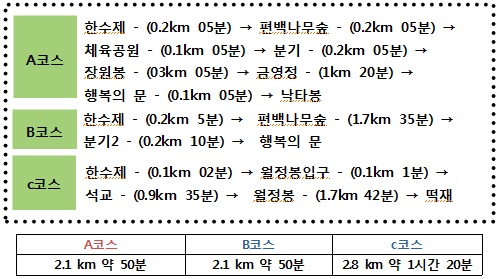 A코스
한수제 - (0.2km 05분) → 편백나무숲 - (0.2km 05분) →
체육공원 - (0.1km 05분) → 분기 - (0.2km 05분) →
장원봉 - (03km 05분) → 금영정 - (1km 20분) →
행복의 문 - (0.1km 05분) → 낙타봉
B코스
한수제 - (0.2km 5분) → 편백나무숲 - (1.7km 35분) →
분기2 - (0.2km 10분) → 행복의 문
c코스
한수제 - (0.1km 02분) → 월정봉입구 - (0.1km 1분) →
석교 - (0.9km 35분) → 월정봉 - (1.7km 42분) → 떡재
A코스 B코스 c코스
2.1 km 약 50분 2.1 km 약 50분 2.8 km 약 1시간 20분